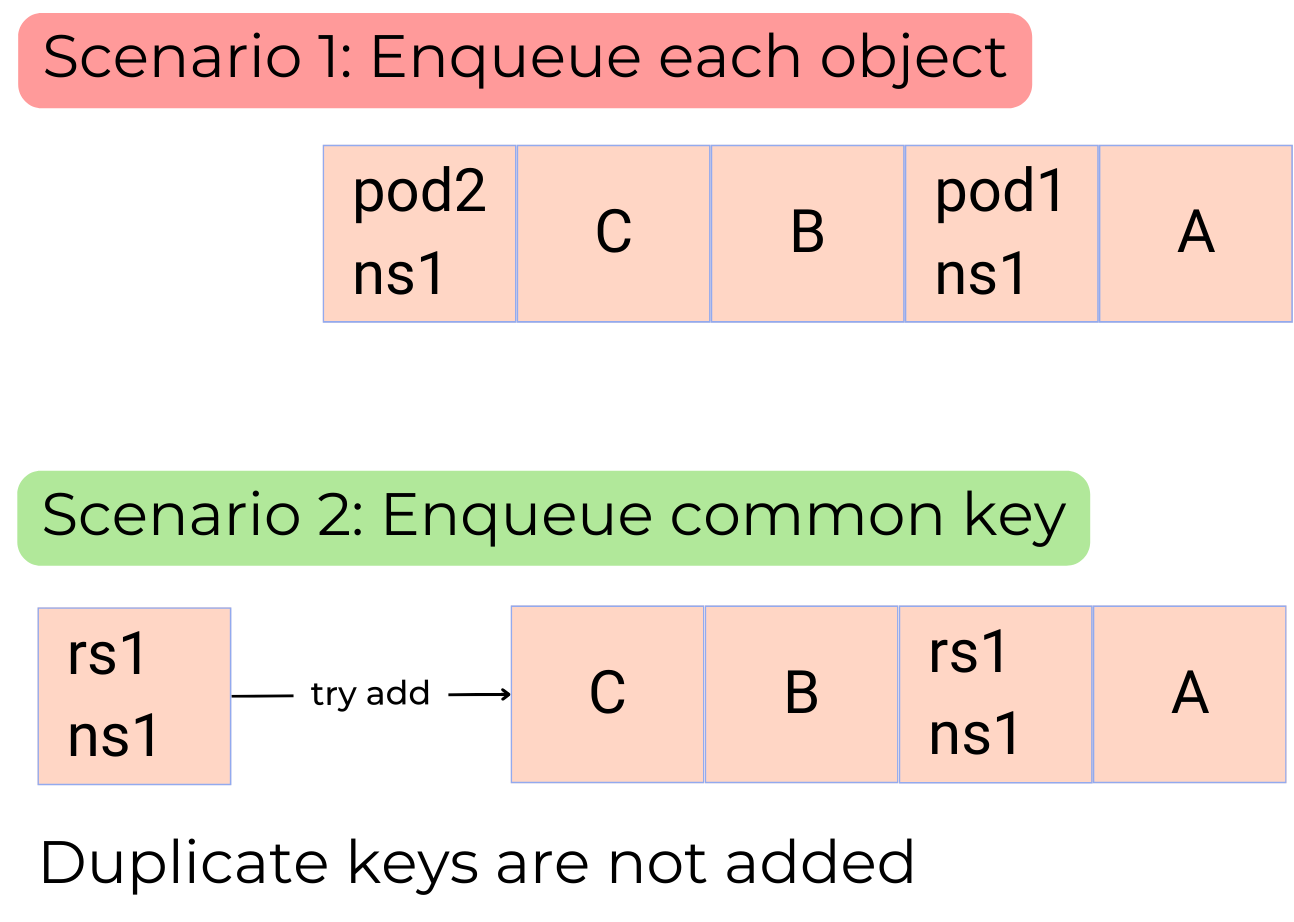 Scenario 1: Enqueue each object
pod2
ns1
C
B
pod1
ns1
A
Scenario 2: Enqueue common key
rs1
ns1
try add
C
B
rs1
ns1
A
Duplicate keys are not added